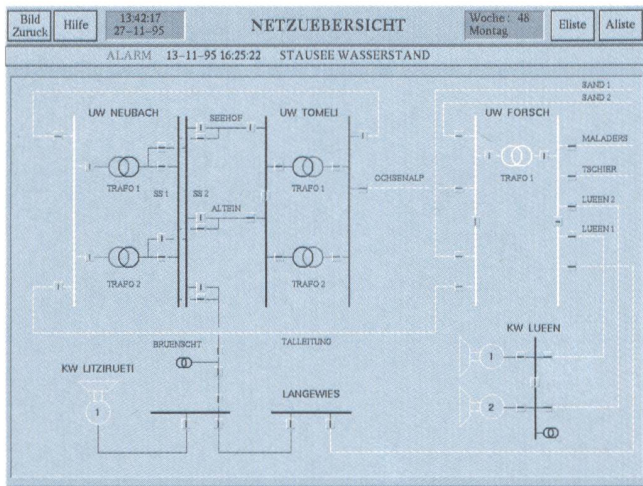 Bild Zuruck
Hilfe
13:42:17
27-11-95
NETZUEBERSICHT
Woche: 48
Montag
Eliste
Aliste
ALARM 13-11-95 16:25:22 STAUSEE WASSERSTAND
SAND 1
SAND 2
UW NEUBACH
SEEHOF
UW TOMELI
UW FORSCH
MALADERS
TRAFO 1
SS 1
SS 2
TRAFO 1
OCHSENALP
TRAFO 1
TSCHIER
ALTEIN
LUEEN 2
LUEEN 1
TRAFO 2
TRAFO 2
BRUENSCHT
TALLEITUNG
KW LUEEN
KW LITZIRUETI
1
LANGEWIES
1
2